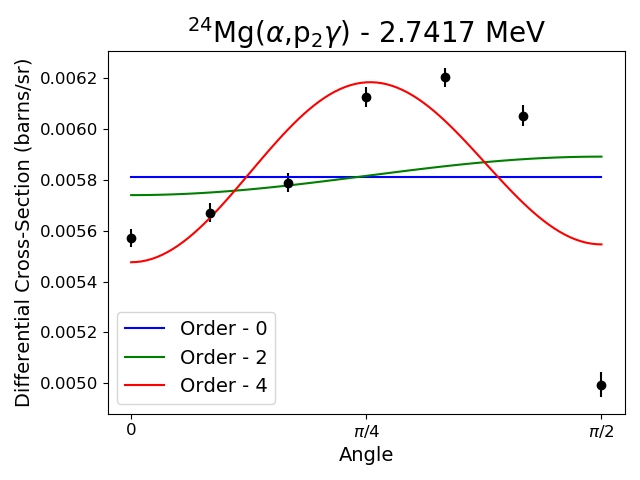 ²⁴Mg(α,p₂γ) - 2.7417 MeV
Differential Cross-Section (barns/sr)
0.0062
0.0060
0.0058
0.0056
0.0054
0.0052
0.0050
Order - 0
Order - 2
Order - 4
0 π/4 π/2
Angle